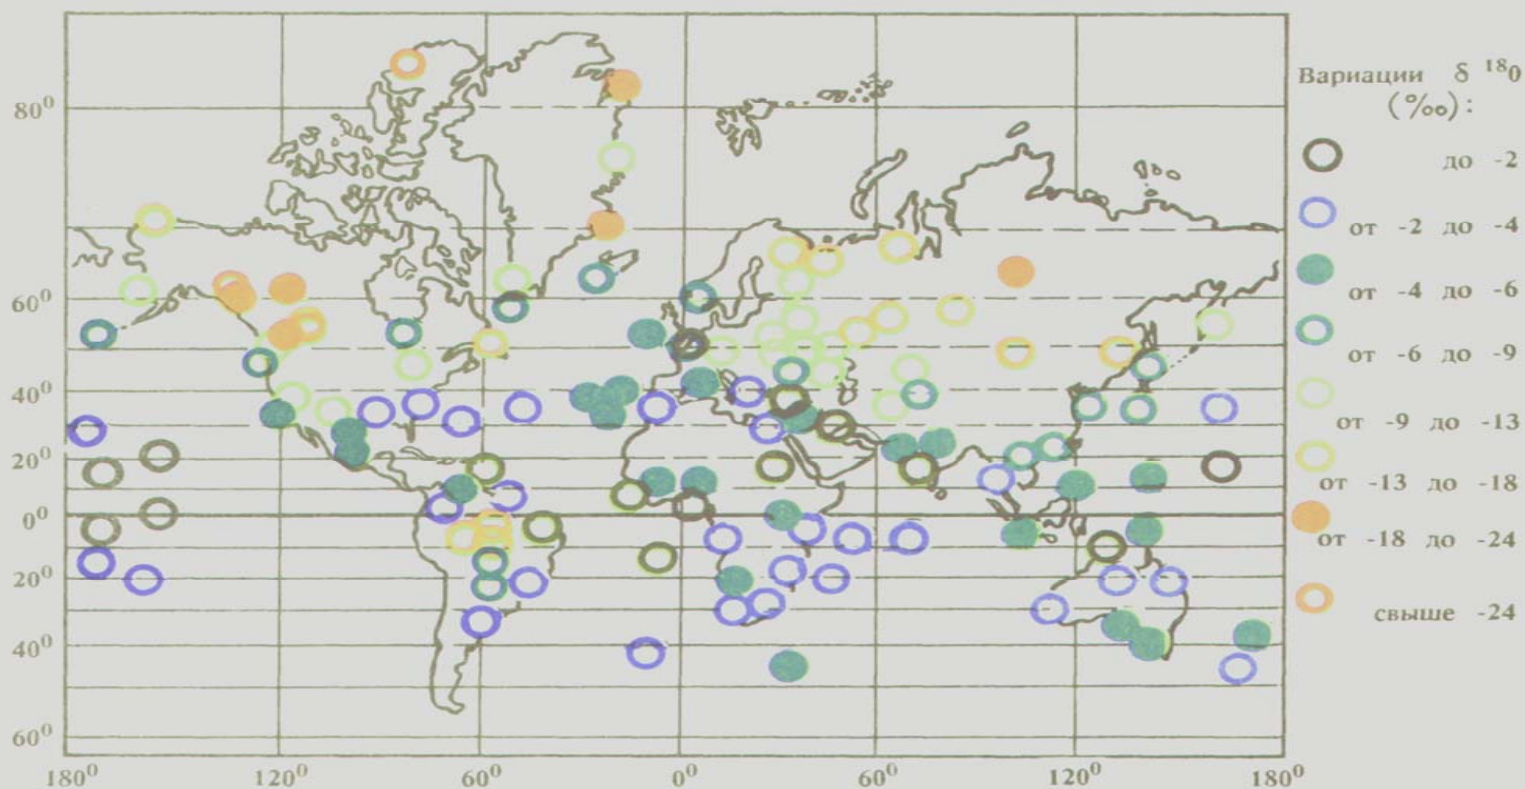 Вариации δ ¹⁸0
(°/₀₀):
до -2
от -2 до -4
от -4 до -6
от -6 до -9
от -9 до -13
от -13 до -18
от -18 до -24
свыше -24
80⁰
60⁰
40⁰
20⁰
0⁰
20⁰
40⁰
60⁰
180⁰ 120⁰ 60⁰ 0⁰ 60⁰ 120⁰ 180⁰